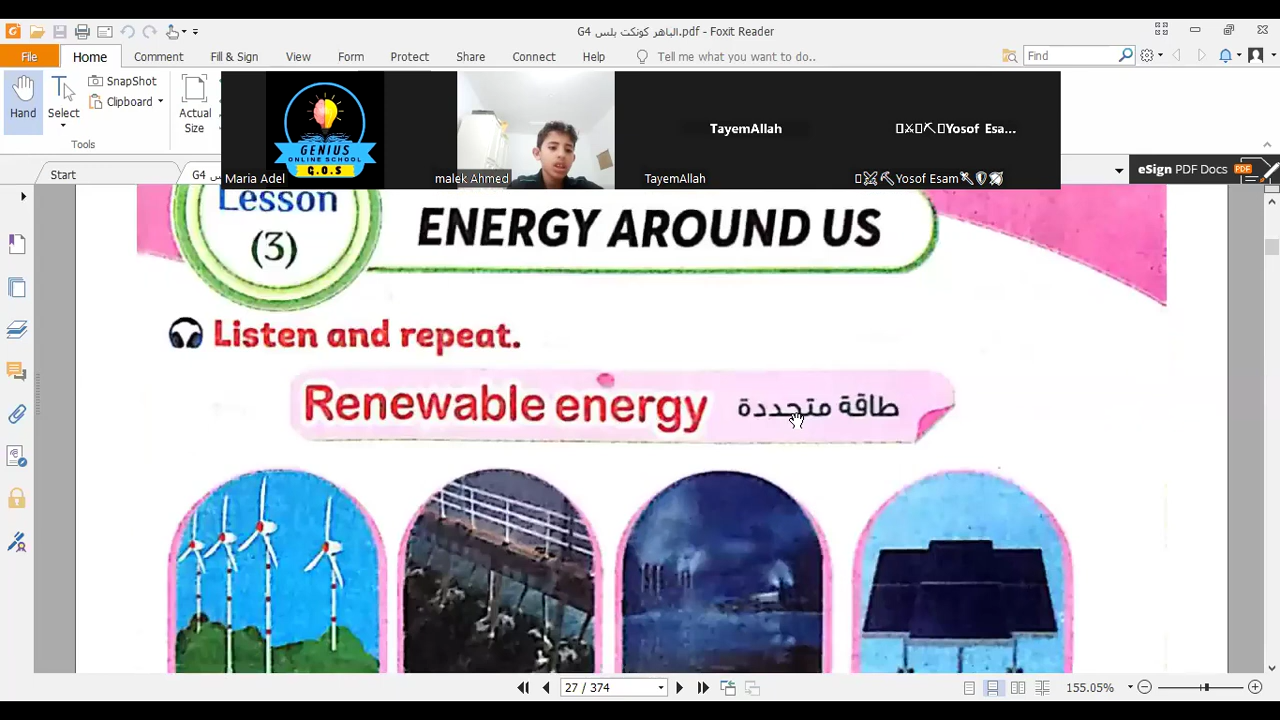 G4 الباهر كونكت بلس.pdf - Foxit Reader
File
Home
Comment
Fill & Sign
View
Form
Protect
Share
Connect
Help
Tell me what you want to do..
Find
Hand
Select
SnapShot
Clipboard
Tools
Actual
Size
GENIUS
ONLINE SCHOOL
G.O.S
Maria Adel
malek Ahmed
TayemAllah
TayemAllah
Yosof Esa...
Yosof Esam
Start
eSign PDF Docs
PDF
Lesson
(3)
ENERGY AROUND US
Listen and repeat.
Renewable energy طاقة متجددة
27 / 374
155.05%